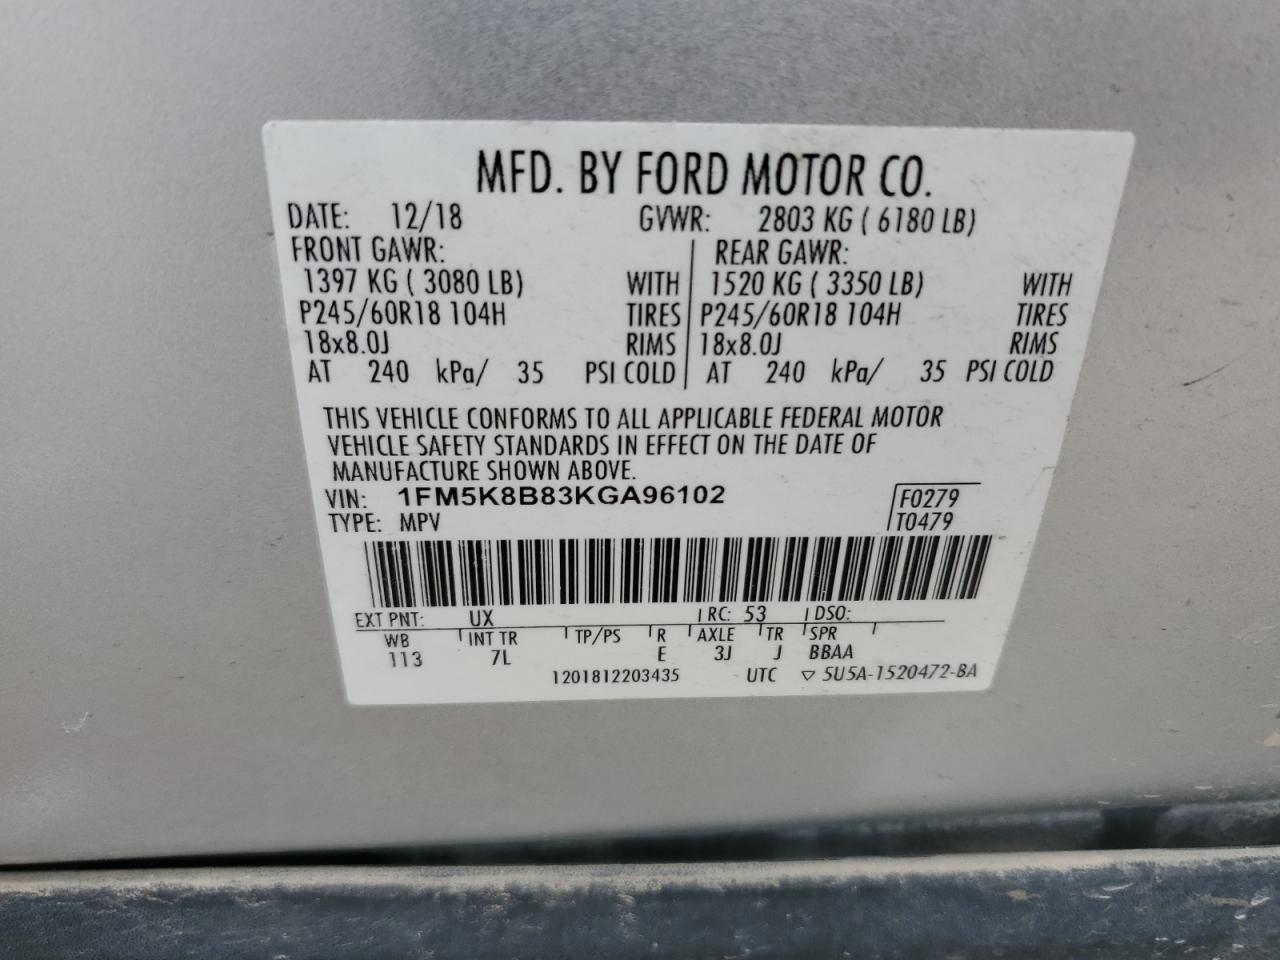 MFD. BY FORD MOTOR CO.
DATE: 12/18 GVWR: 2803 KG ( 6180 LB)
FRONT GAWR: REAR GAWR:
1397 KG ( 3080 LB) WITH 1520 KG ( 3350 LB) WITH
P245/60R18 104H TIRES P245/60R18 104H TIRES
18x8.0J RIMS 18x8.0J RIMS
AT 240 kPa/ 35 PSI COLD AT 240 kPa/ 35 PSI COLD
THIS VEHICLE CONFORMS TO ALL APPLICABLE FEDERAL MOTOR
VEHICLE SAFETY STANDARDS IN EFFECT ON THE DATE OF
MANUFACTURE SHOWN ABOVE.
VIN: 1FM5K8B83KGA96102 F0279
TYPE: MPV T0479
EXT PNT: UX RC: 53 DSO:
WB INT TR TP/PS R AXLE TR SPR
113 7L E 3J J BBAA
1201812203435 UTC ▽ 5U5A-1520472-BA